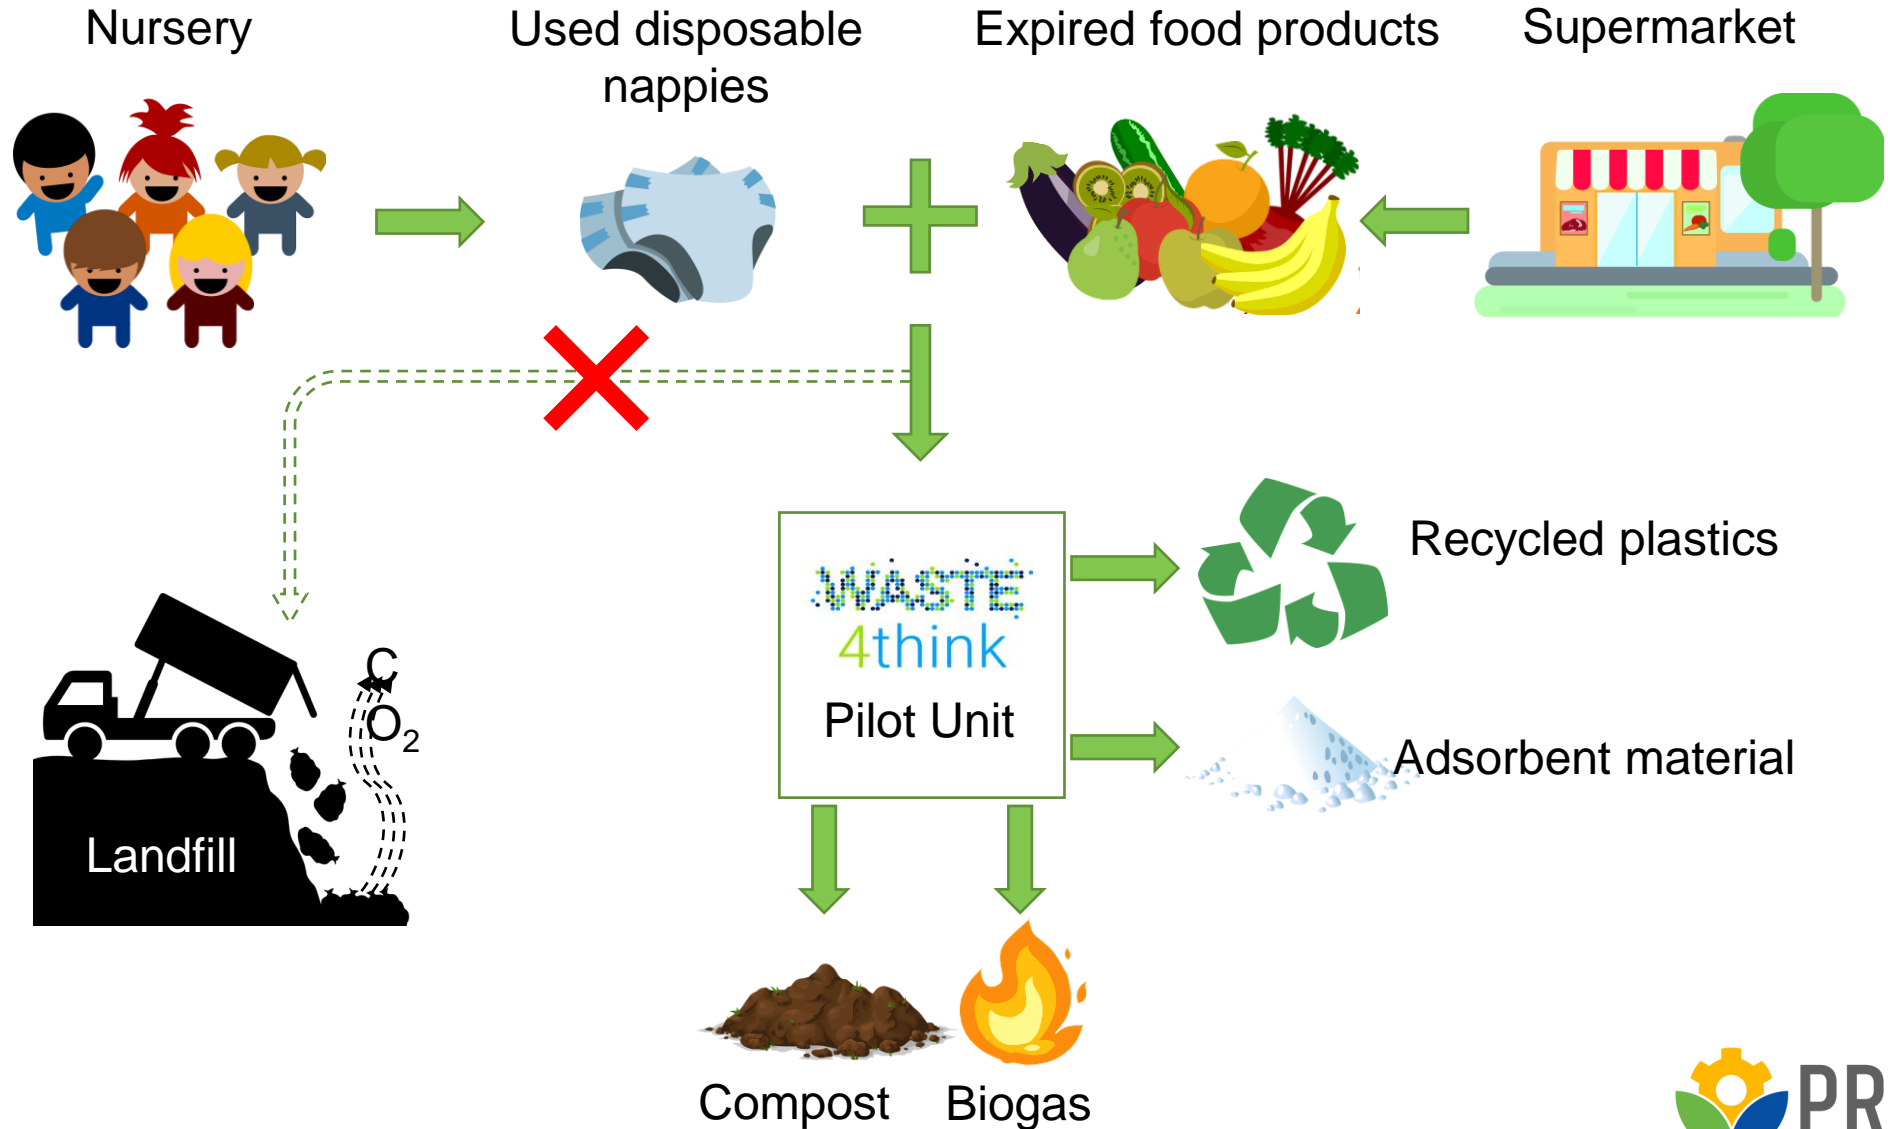 Nursery
Used disposable
nappies
Expired food products
Supermarket
WASTE
4think
Pilot Unit
Recycled plastics
Adsorbent material
C
O₂
Landfill
Compost
Biogas
PR